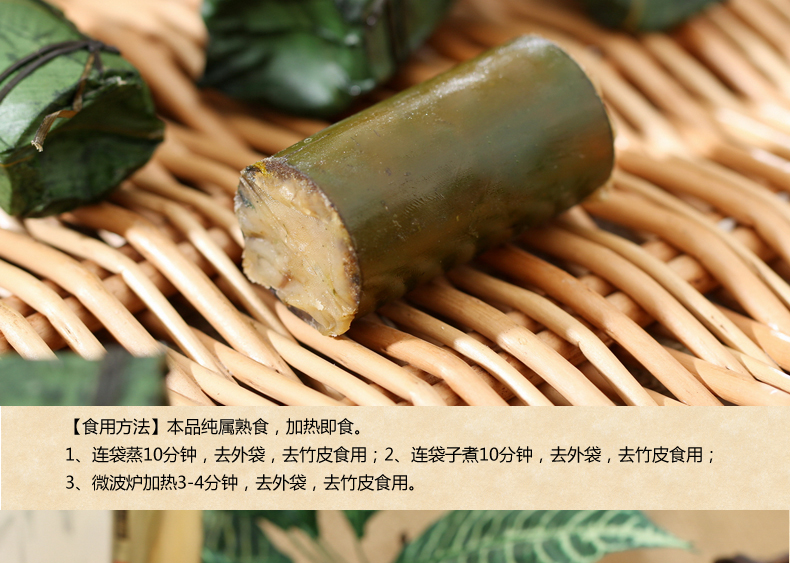 【食用方法】本品纯属熟食，加热即食。
1、连袋蒸10分钟，去外袋，去竹皮食用；2、连袋子煮10分钟，去外袋，去竹皮食用；
3、微波炉加热3-4分钟，去外袋，去竹皮食用。